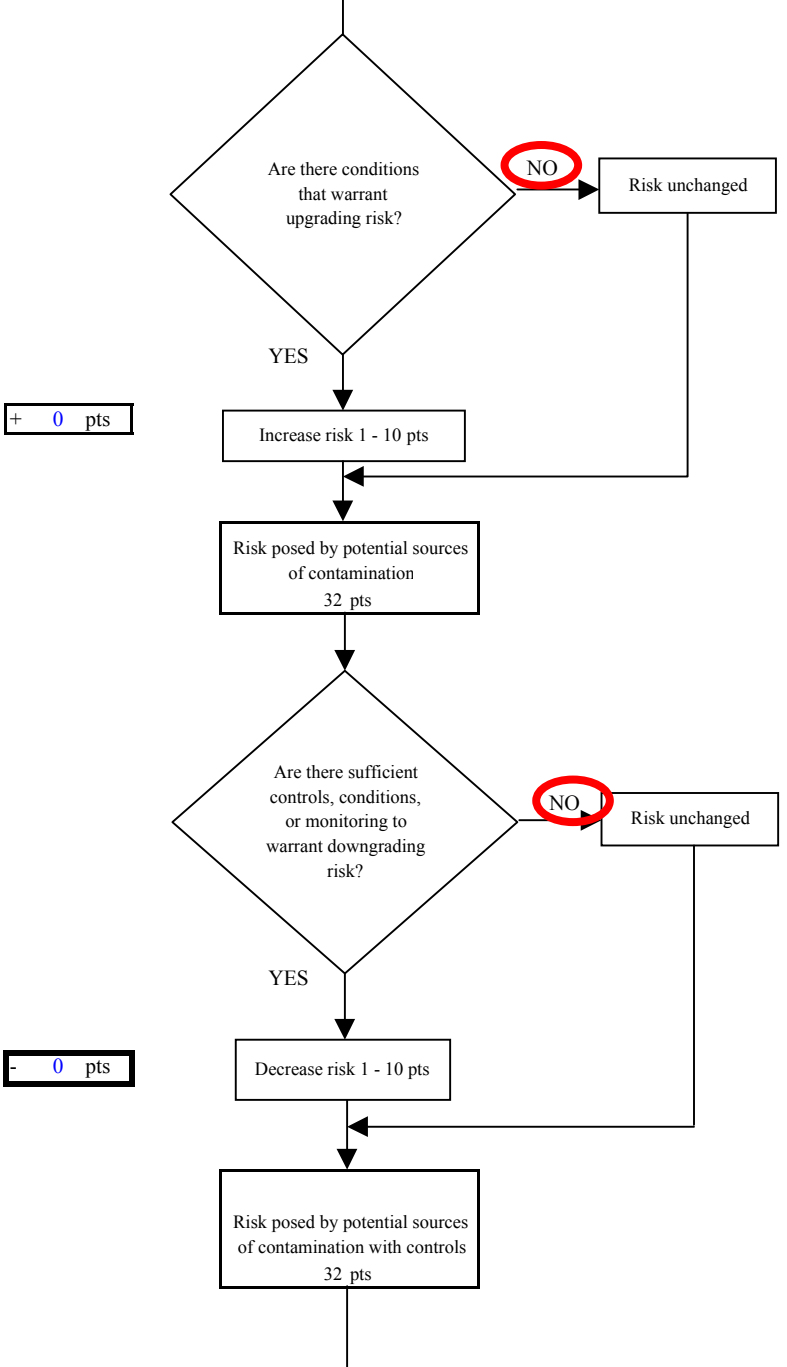 Are there conditions
that warrant
upgrading risk?
NO
Risk unchanged
YES
+ 0 pts
Increase risk 1 - 10 pts
Risk posed by potential sources
of contamination
32 pts
Are there sufficient
controls, conditions,
or monitoring to
warrant downgrading
risk?
NO
Risk unchanged
YES
- 0 pts
Decrease risk 1 - 10 pts
Risk posed by potential sources
of contamination with controls
32 pts